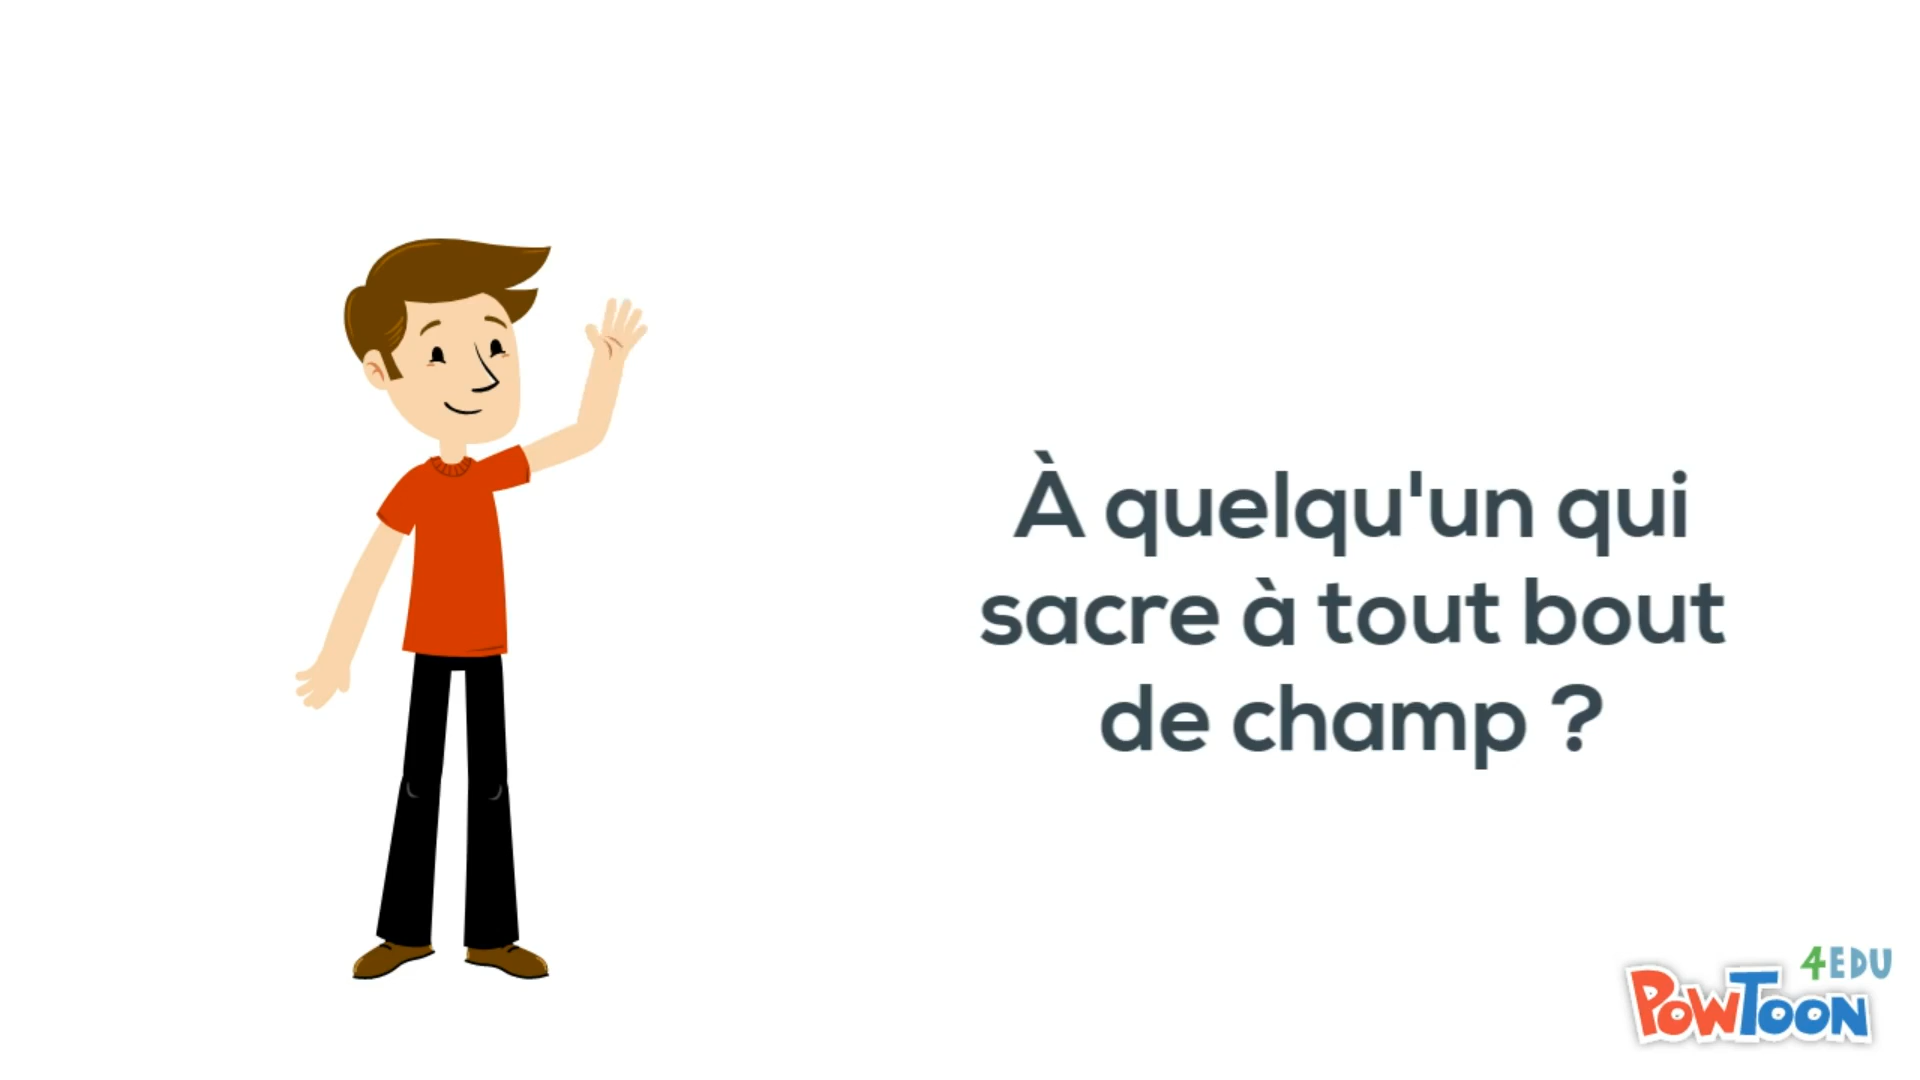 À quelqu'un qui
sacre à tout bout
de champ ?
4EDU
POWTOON